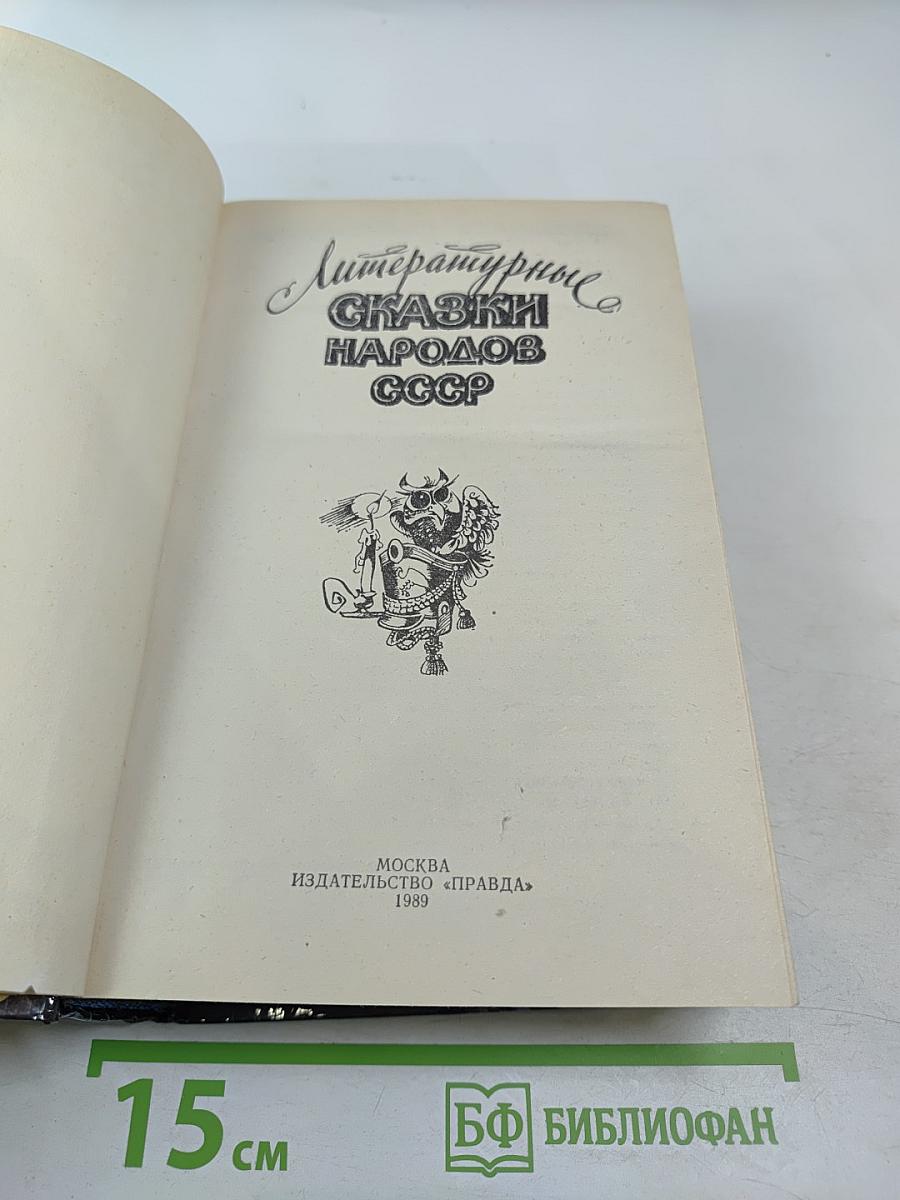 Литературные
СКАЗКИ
НАРОДОВ
СССР
МОСКВА
ИЗДАТЕЛЬСТВО «ПРАВДА»
1989
15 см
БФ БИБЛИОФАН